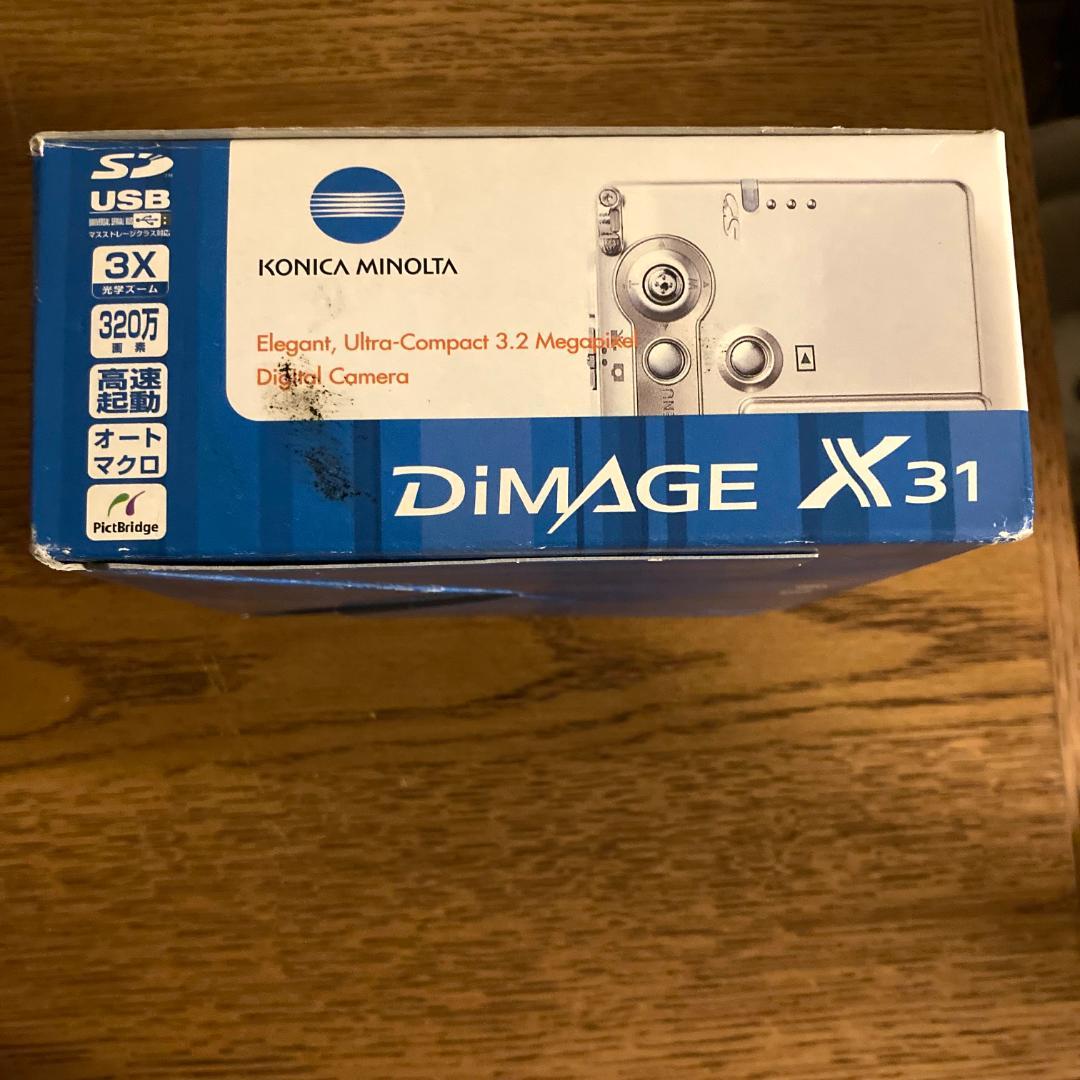 SD
USB
マスストレージクラス対応
3X
光学ズーム
320万
画素
高速
起動
オート
マクロ
PictBridge
KONICA MINOLTA
Elegant, Ultra-Compact 3.2 Megapixel
Digital Camera
DiMAGE X31
SD
MENU